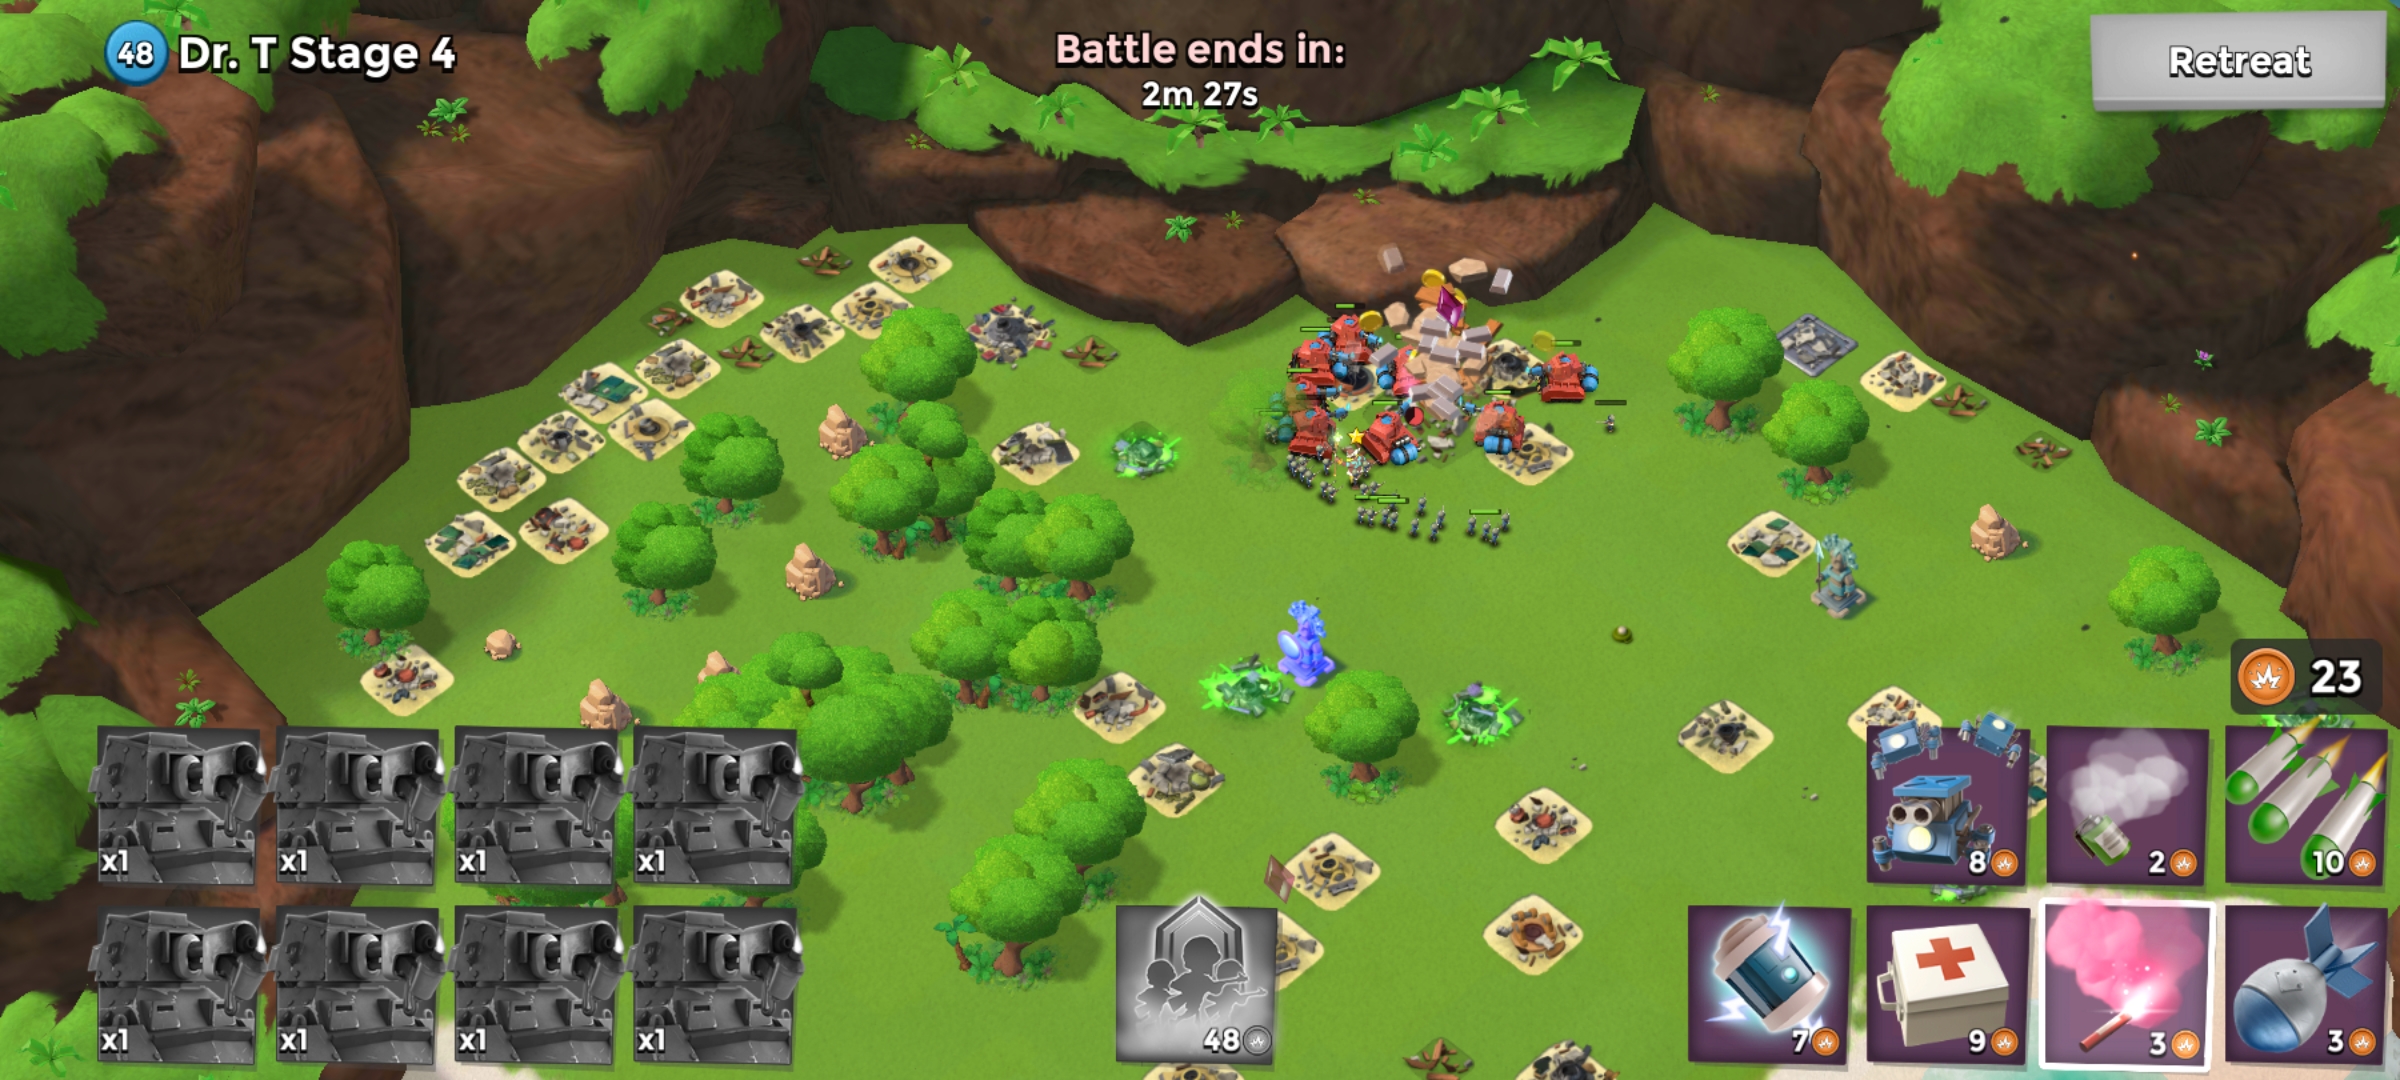 48 Dr. T Stage 4
Battle ends in:
2m 27s
Retreat
23
x1 x1 x1 x1
8 2 10
x1 x1 x1 x1
48
7 9 3 3